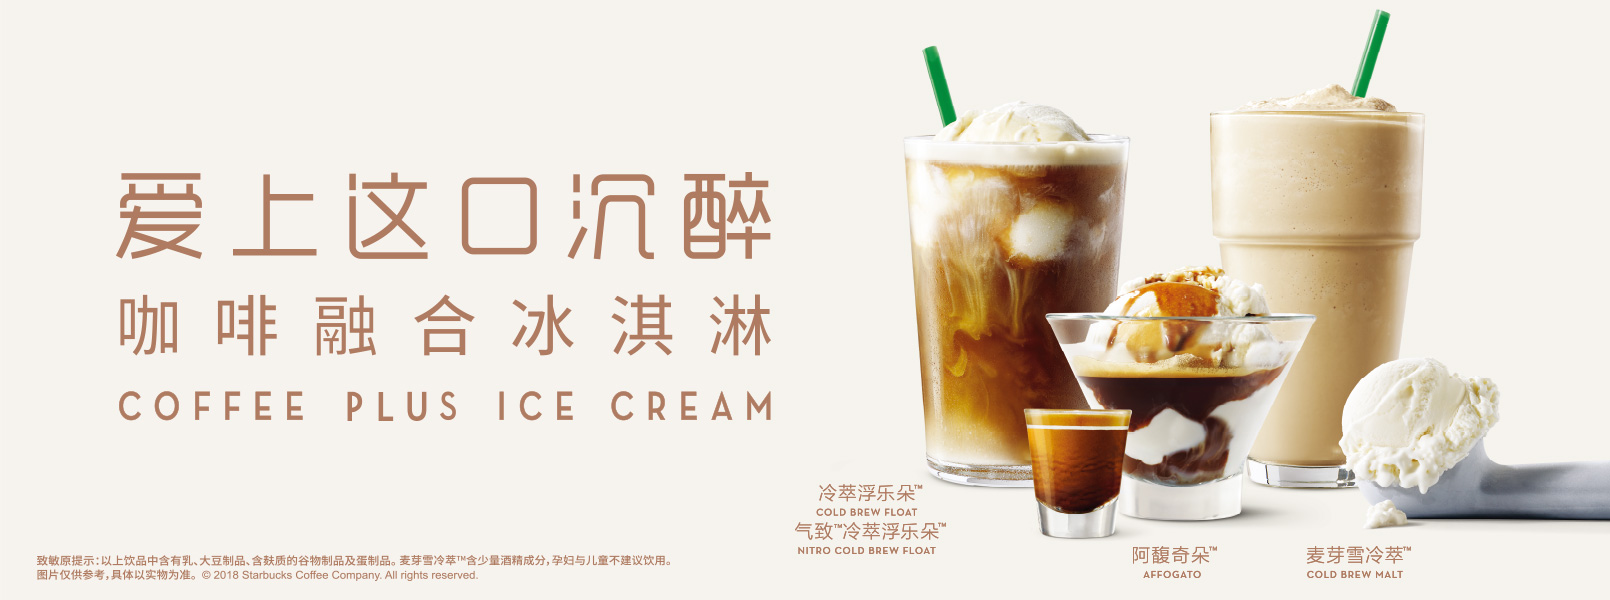 爱上这口沉醉
咖啡融合冰淇淋
COFFEE PLUS ICE CREAM
冷萃浮乐朵™
COLD BREW FLOAT
气致™冷萃浮乐朵™
NITRO COLD BREW FLOAT
阿馥奇朵™
AFFOGATO
麦芽雪冷萃™
COLD BREW MALT
致敏原提示：以上饮品中含有乳、大豆制品、含麸质的谷物制品及蛋制品。麦芽雪冷萃™含少量酒精成分，孕妇与儿童不建议饮用。
图片仅供参考，具体以实物为准。 © 2018 Starbucks Coffee Company. All rights reserved.